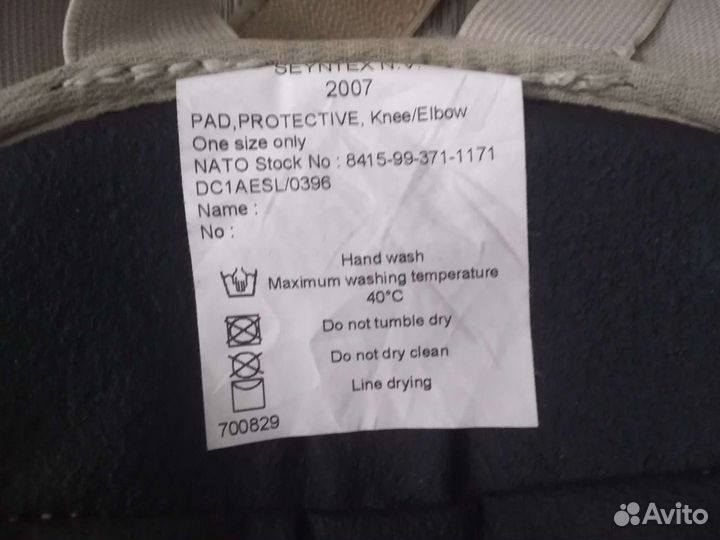 SEYNTEX N.V.
2007
PAD,PROTECTIVE, Knee/Elbow
One size only
NATO Stock No : 8415-99-371-1171
DC1AESL/0396
Name :
No :
Hand wash
Maximum washing temperature
40°C
Do not tumble dry
Do not dry clean
Line drying
700829
Avito